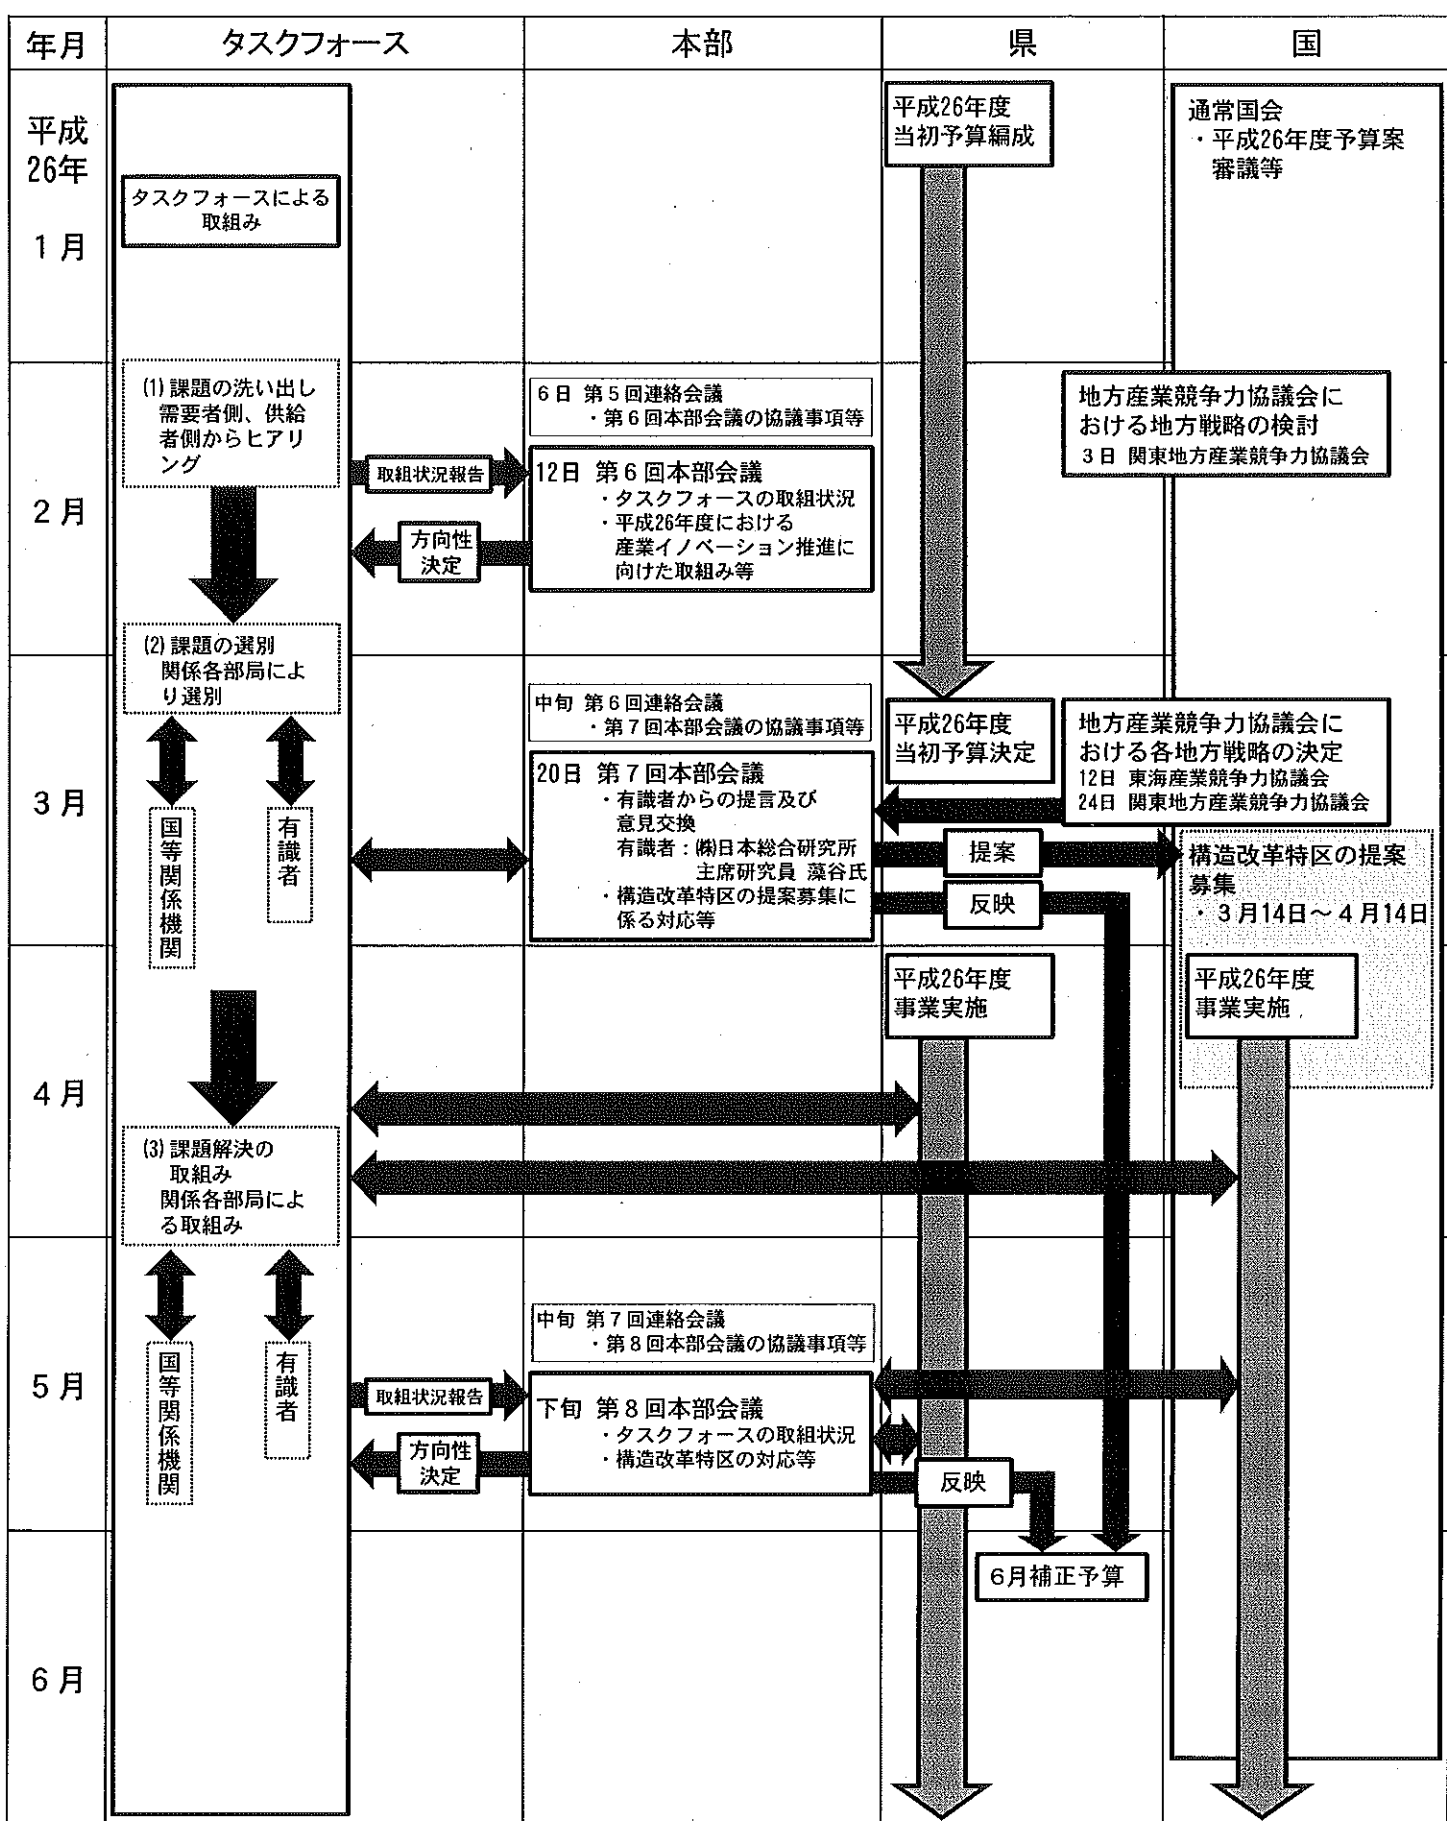 年月
タスクフォース
本部
県
国
平成
26年
1月
タスクフォースによる
取組み
平成26年度
当初予算編成
通常国会
・平成26年度予算案
審議等
2月
(1)課題の洗い出し
需要者側、供給
者側からヒアリ
ング
取組状況報告
方向性
決定
6日 第5回連絡会議
・第6回本部会議の協議事項等
12日 第6回本部会議
・タスクフォースの取組状況
・平成26年度における
産業イノベーション推進に
向けた取組み等
地方産業競争力協議会に
おける地方戦略の検討
3日 関東地方産業競争力協議会
(2)課題の選別
関係各部局によ
り選別
3月
国等関係機関
有識者
中旬 第6回連絡会議
・第7回本部会議の協議事項等
20日 第7回本部会議
・有識者からの提言及び
意見交換
有識者：㈱日本総合研究所
主席研究員 藻谷氏
・構造改革特区の提案募集に
係る対応等
平成26年度
当初予算決定
地方産業競争力協議会に
おける各地方戦略の決定
12日 東海産業競争力協議会
24日 関東地方産業競争力協議会
提案
反映
構造改革特区の提案
募集
・3月14日～4月14日
4月
平成26年度
事業実施
平成26年度
事業実施
(3)課題解決の
取組み
関係各部局によ
る取組み
5月
国等関係機関
有識者
取組状況報告
方向性
決定
中旬 第7回連絡会議
・第8回本部会議の協議事項等
下旬 第8回本部会議
・タスクフォースの取組状況
・構造改革特区の対応等
反映
6月補正予算
6月